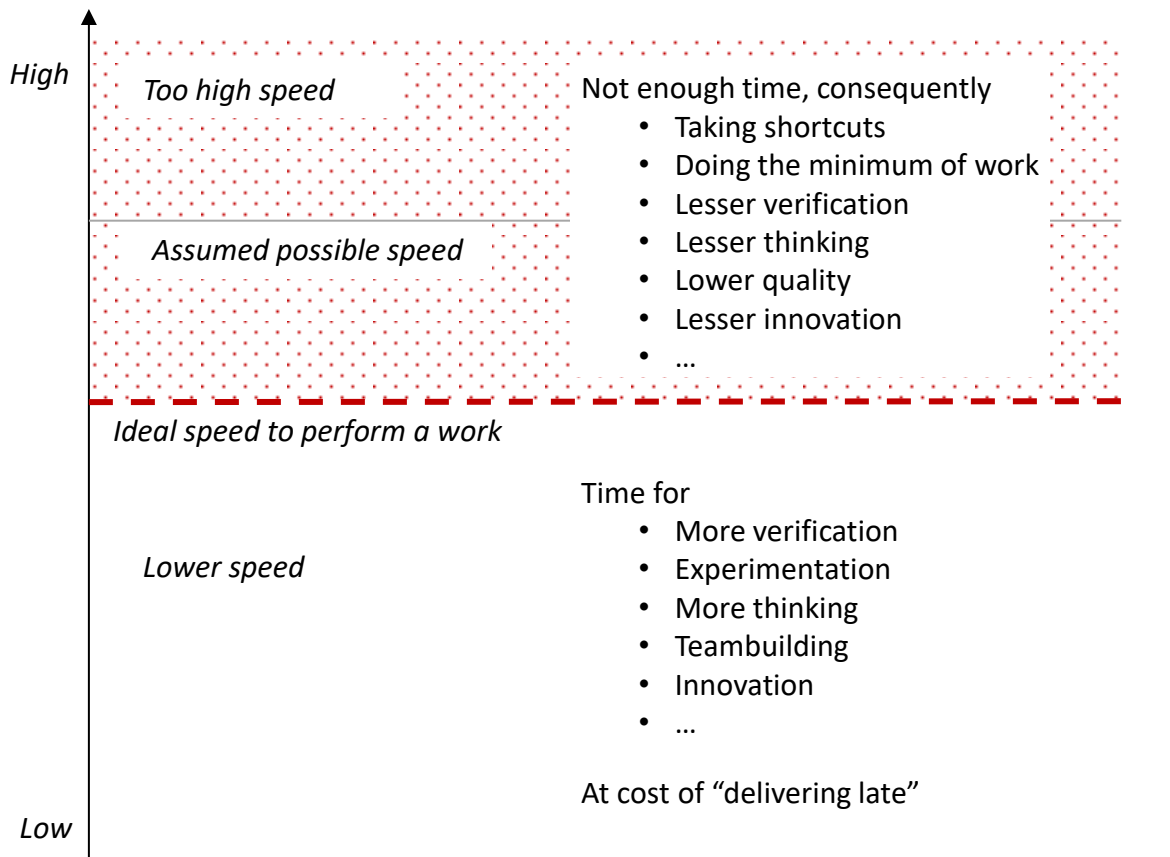 High
Too high speed
Not enough time, consequently
• Taking shortcuts
• Doing the minimum of work
• Lesser verification
• Lesser thinking
• Lower quality
• Lesser innovation
• …
Assumed possible speed
Ideal speed to perform a work
Lower speed
Time for
• More verification
• Experimentation
• More thinking
• Teambuilding
• Innovation
• …
At cost of “delivering late”
Low